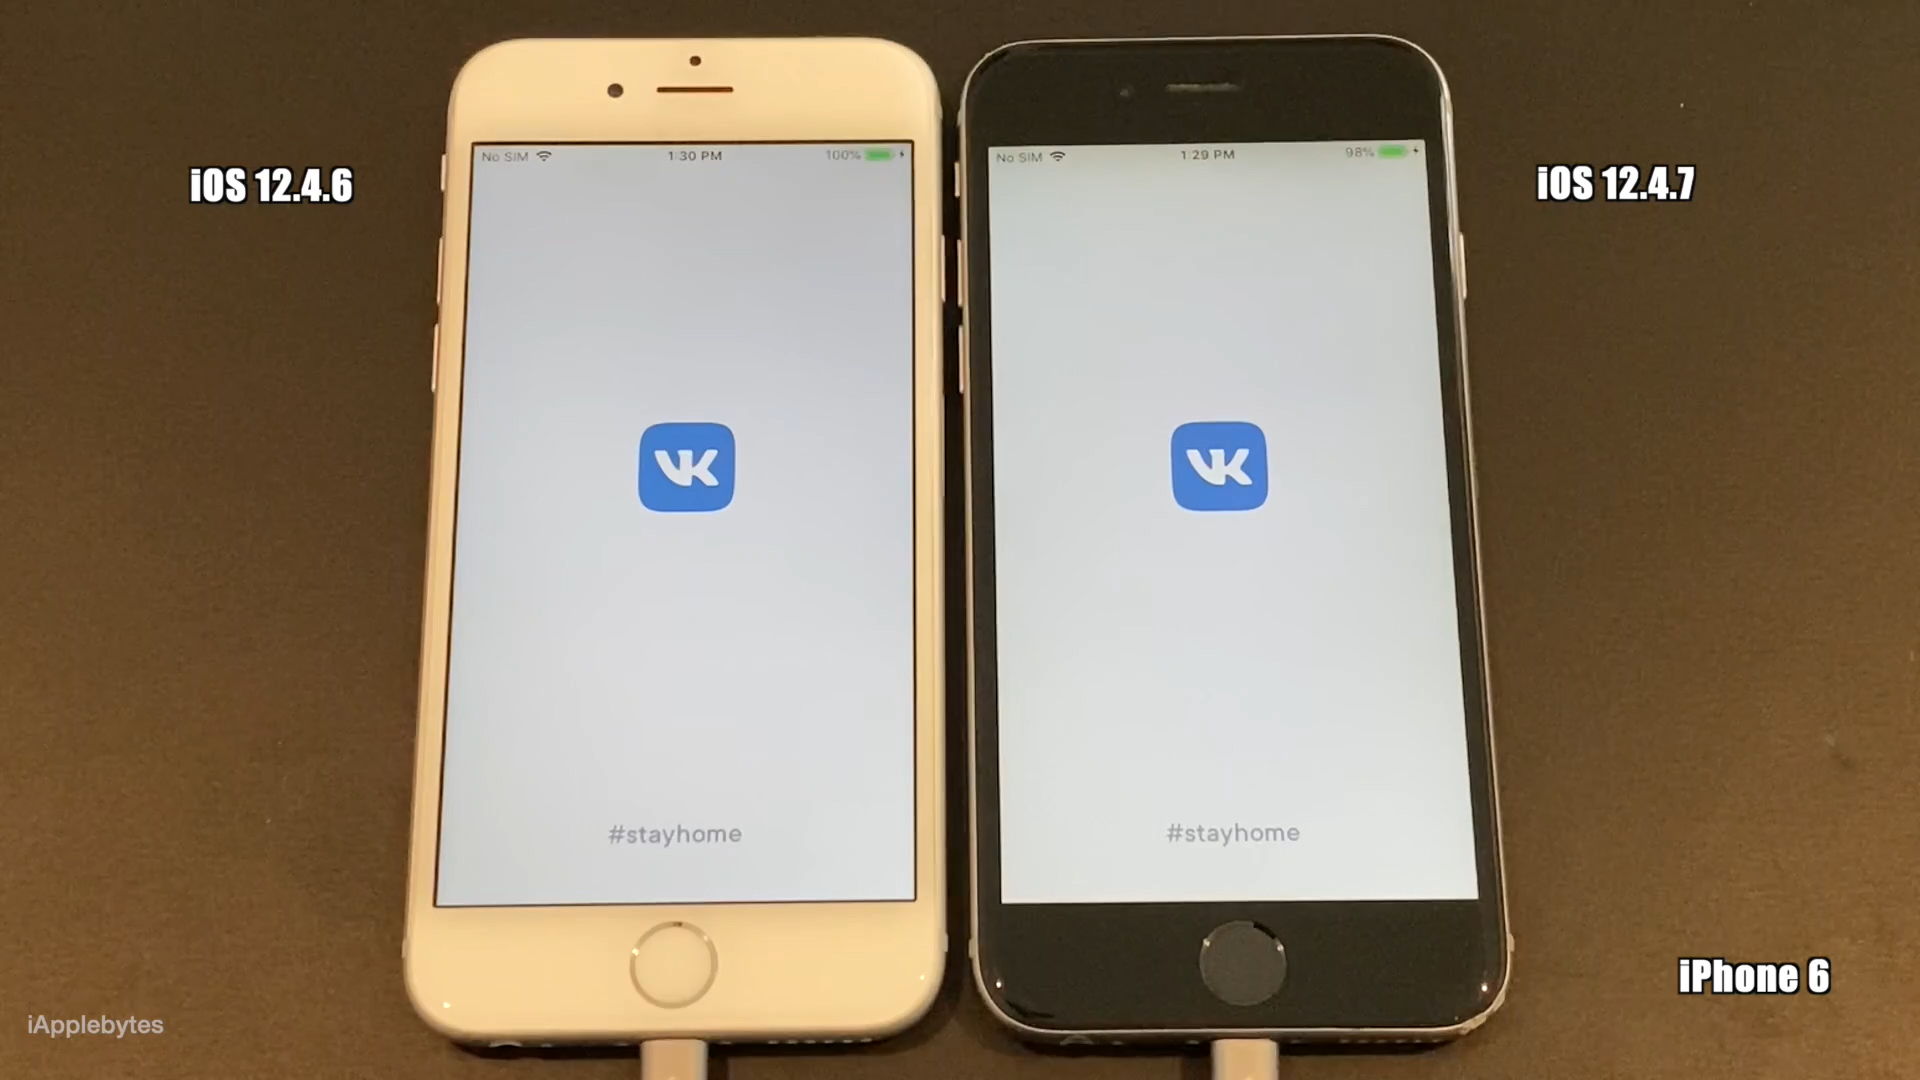 iOS 12.4.6
No SIM 1:30 PM 100%
VK
#stayhome
No SIM 1:29 PM 98%
VK
#stayhome
iOS 12.4.7
iPhone 6
iApplebytes